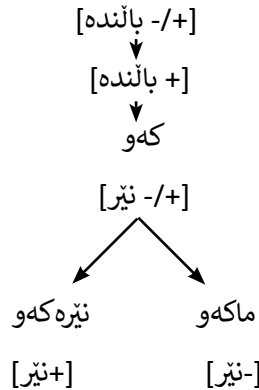 [+/- باڵندە]
[+ باڵندە]
کەو
[+/- نێر]
ماکەو نێرەکەو
[-نێر] [+نێر]